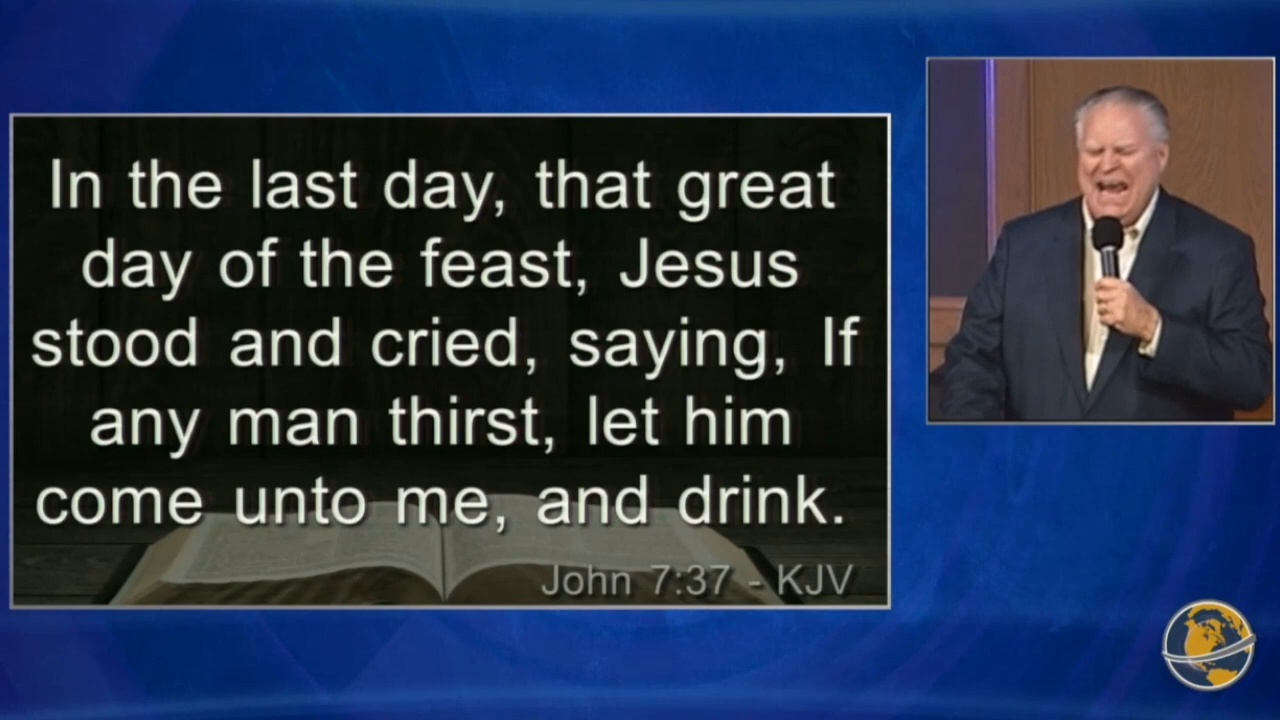 In the last day, that great
day of the feast, Jesus
stood and cried, saying, If
any man thirst, let him
come unto me, and drink.
John 7:37 - KJV